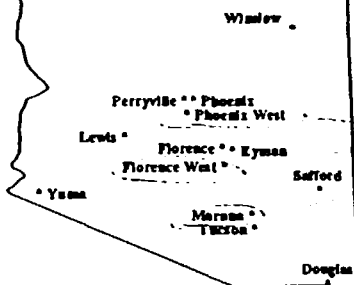 Winslow
Perryville Phoenix
Phoenix West
Lewis
Florence Eyman
Florence West
Safford
Yuma
Marana
Tucson
Douglas